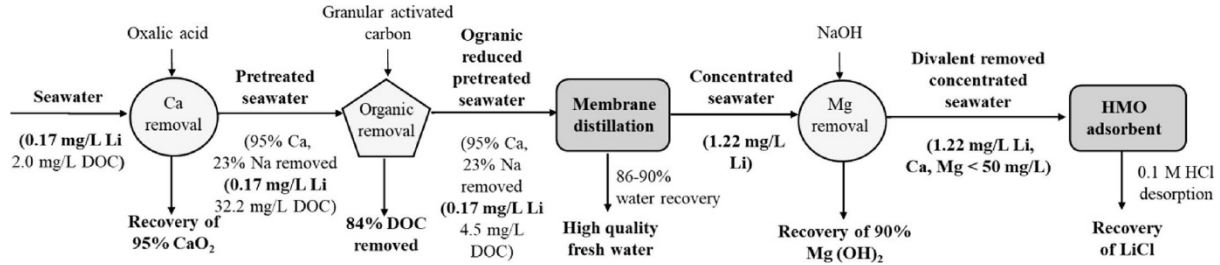 Oxalic acid
Granular activated
carbon
NaOH
Seawater
(0.17 mg/L Li
2.0 mg/L DOC)
Ca
removal
Recovery of
95% CaO₂
Pretreated
seawater
(95% Ca,
23% Na removed
(0.17 mg/L Li
32.2 mg/L DOC)
Organic
removal
84% DOC
removed
Ogranic
reduced
pretreated
seawater
(95% Ca,
23% Na
removed
(0.17 mg/L Li
4.5 mg/L
DOC)
Membrane
distillation
86-90%
water recovery
High quality
fresh water
Concentrated
seawater
(1.22 mg/L
Li)
Mg
removal
Recovery of 90%
Mg (OH)₂
Divalent removed
concentrated
seawater
(1.22 mg/L Li,
Ca, Mg < 50 mg/L)
HMO
adsorbent
0.1 M HCl
desorption
Recovery
of LiCl